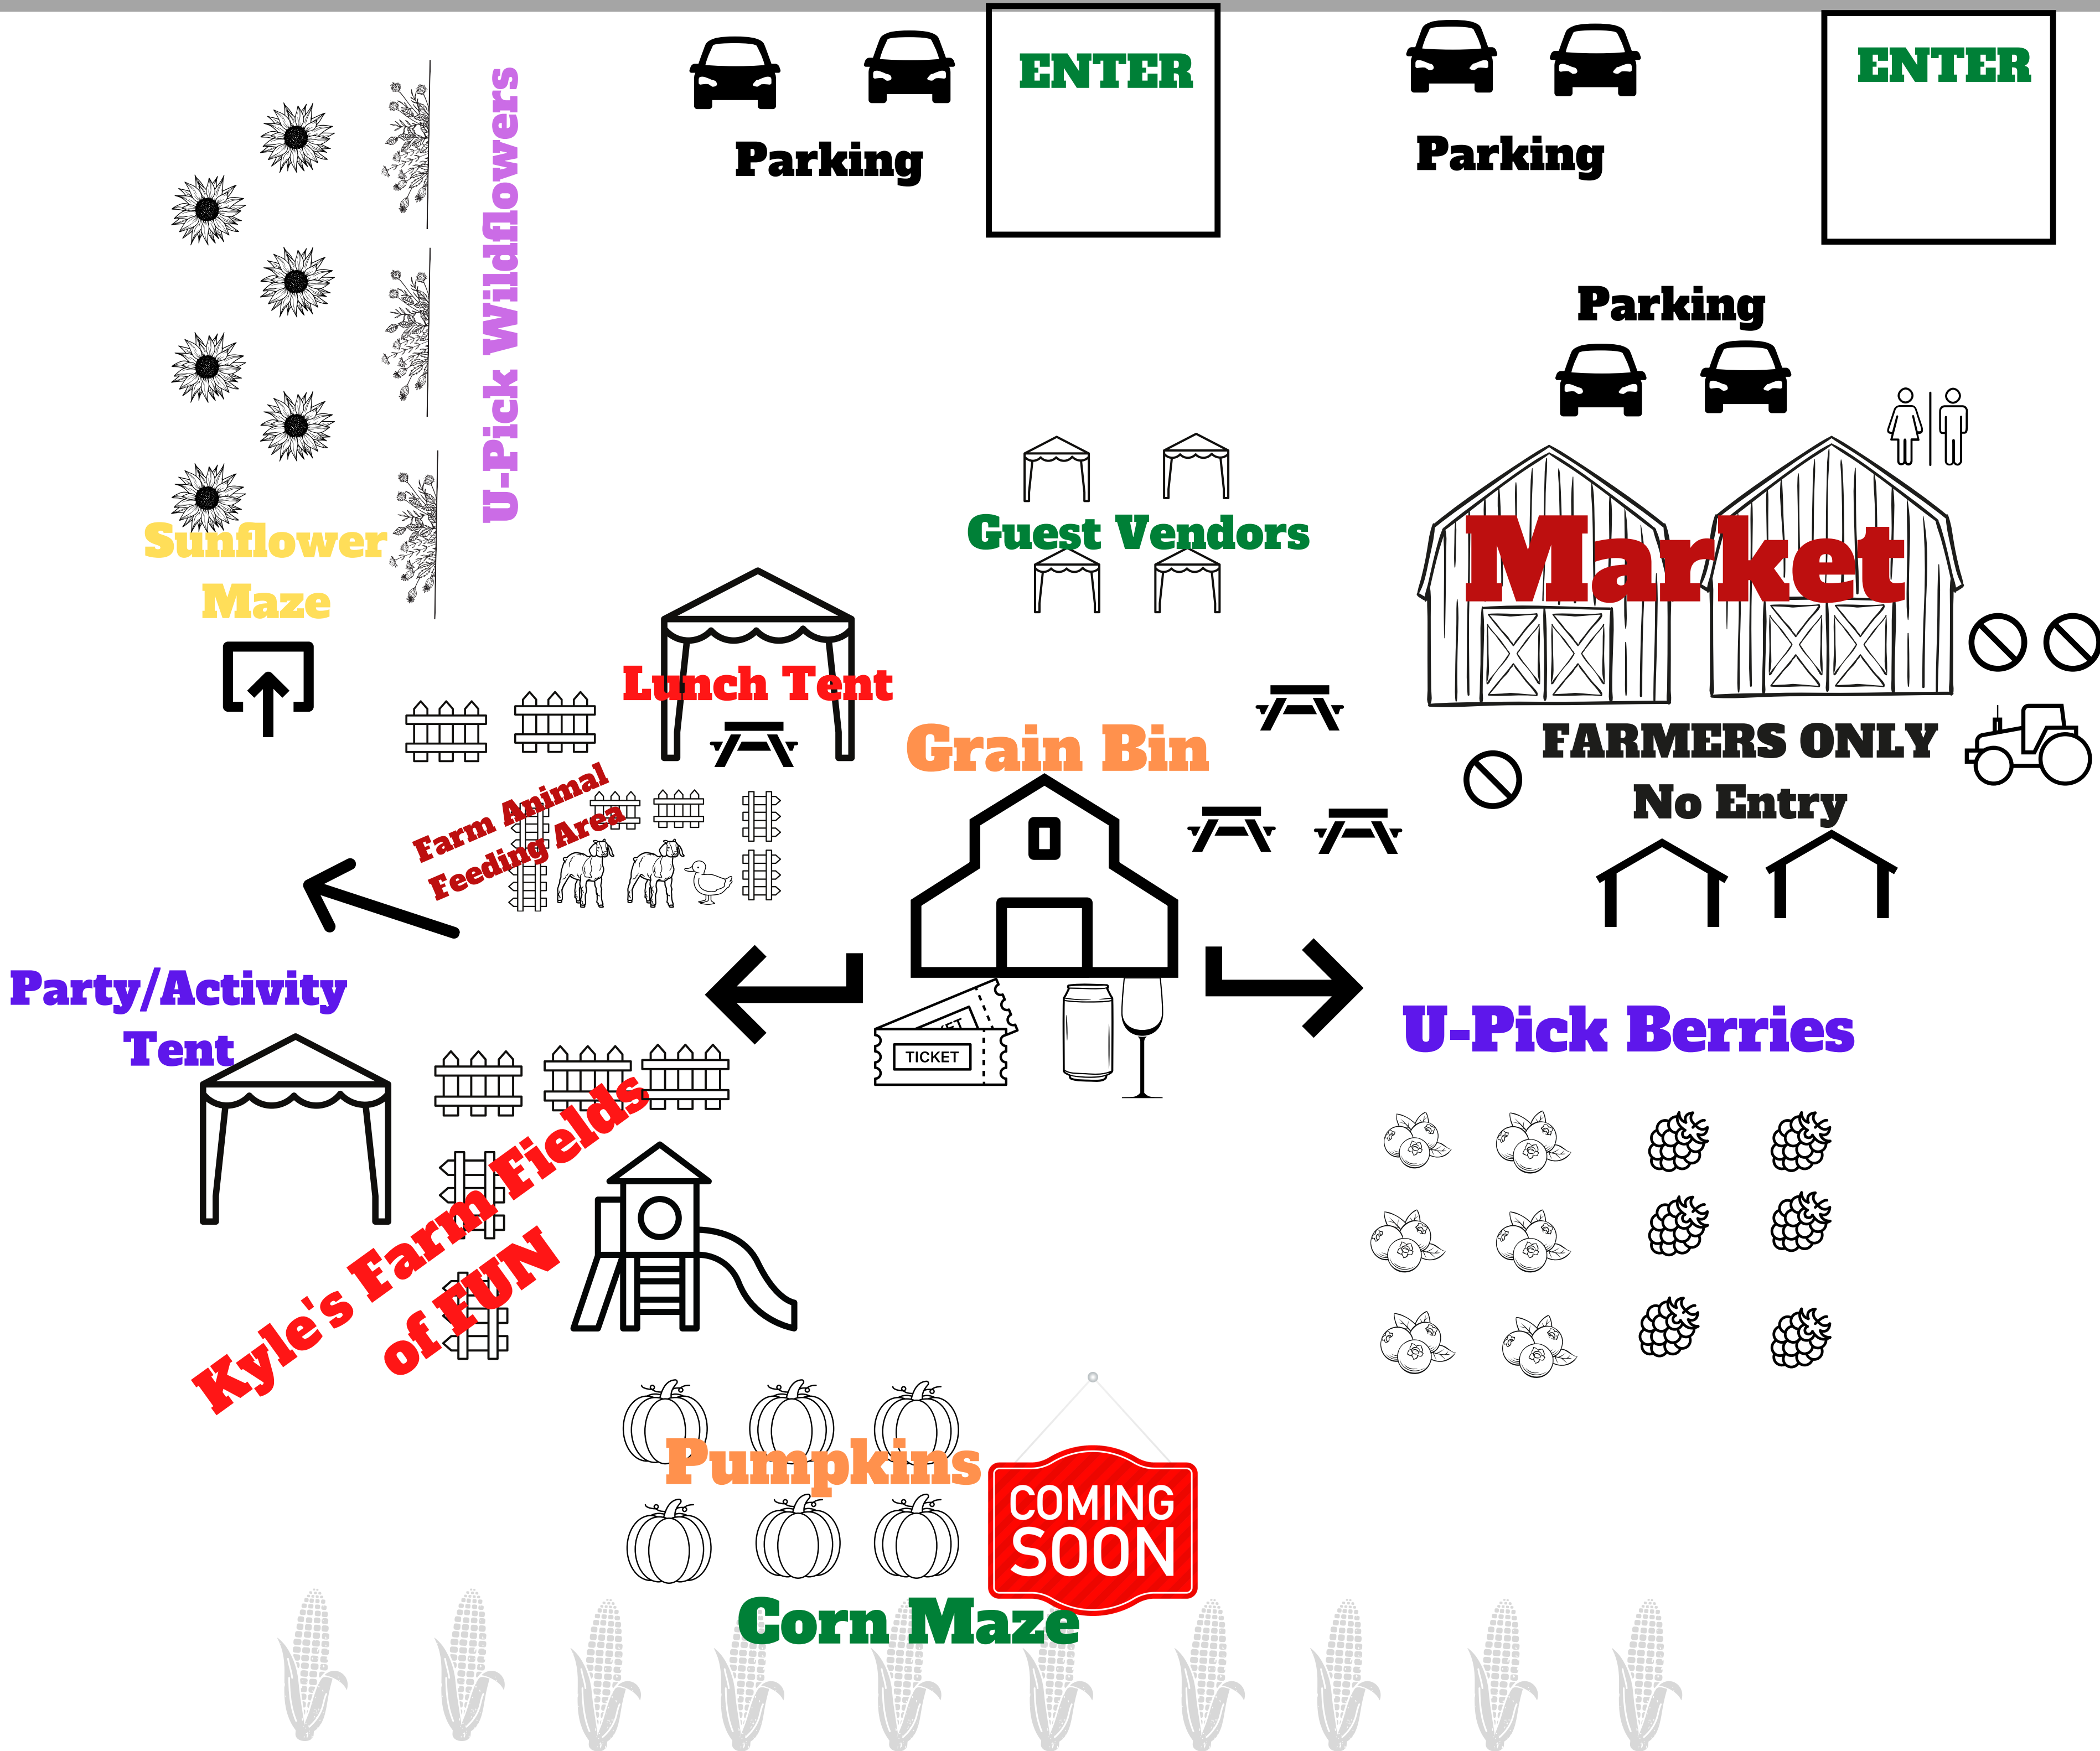 ENTER
ENTER
Parking
Parking
U-Pick Wildflowers
Parking
Sunflower
Maze
Guest Vendors
Market
Lunch Tent
Grain Bin
FARMERS ONLY
No Entry
Farm Animal
Feeding Area
Party/Activity
Tent
KET
TICKET
U-Pick Berries
Kyle's Farm Fields
of FUN
Pumpkins
COMING
SOON
Corn Maze